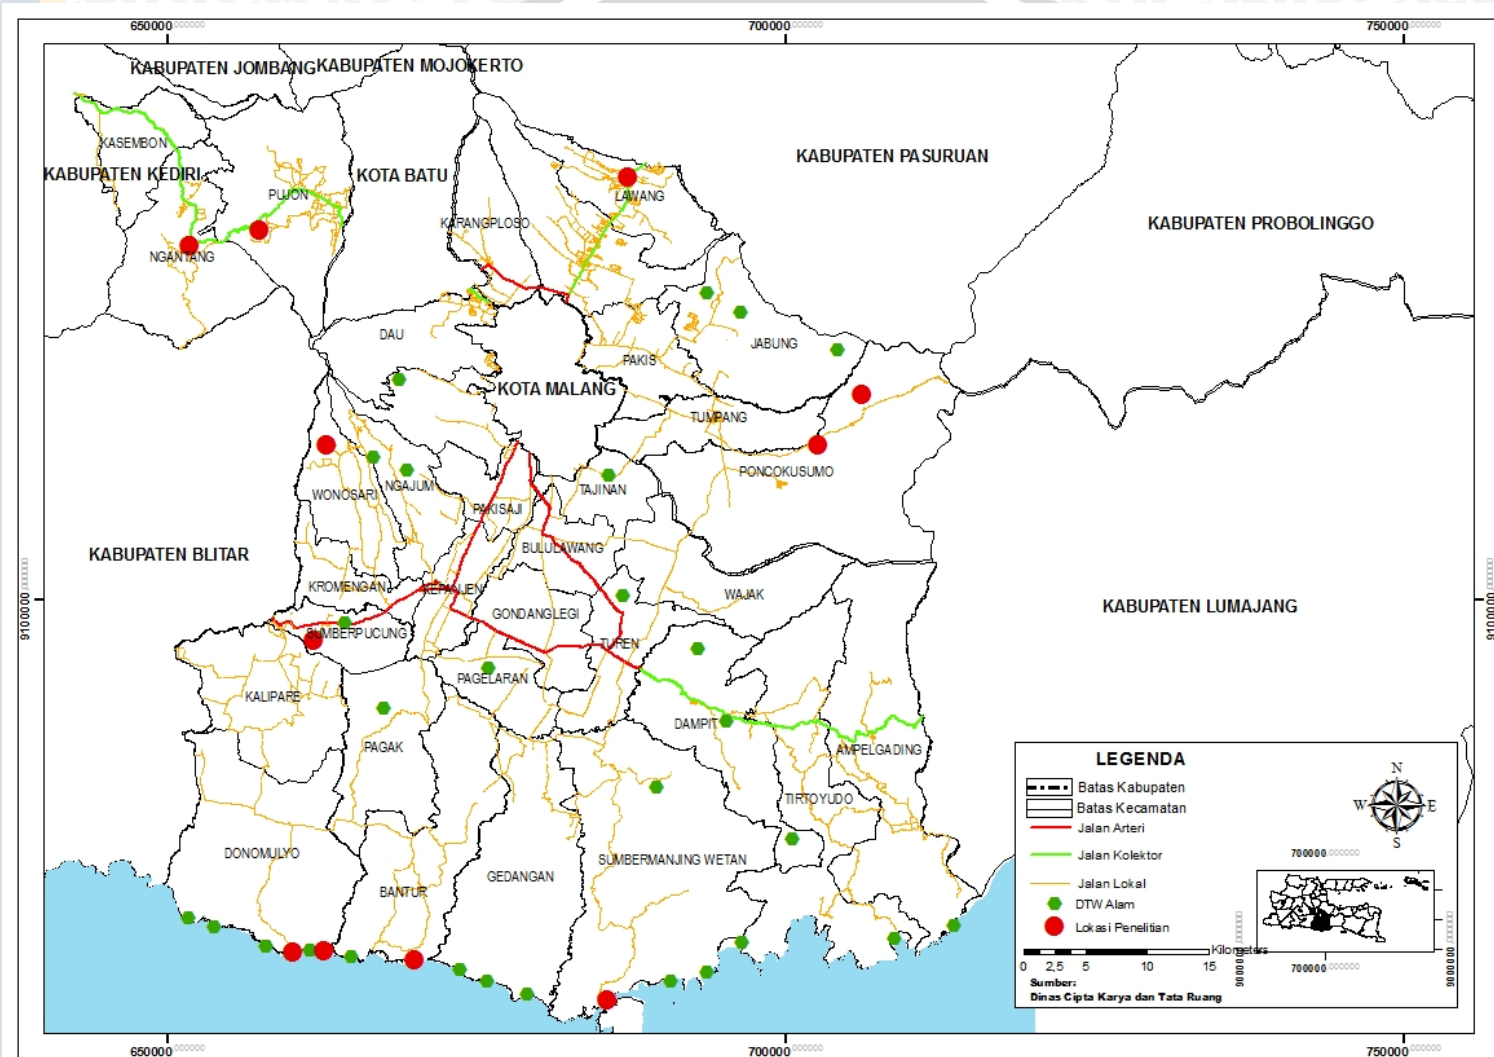 650000
700000
750000
KABUPATEN JOMBANG
KABUPATEN MOJOKERTO
KASEMBON
KABUPATEN KEDIRI
KOTA BATU
KABUPATEN PASURUAN
PUJON
LAWANG
KARANGPLOSO
KABUPATEN PROBOLINGGO
NGANTANG
DAU
JABUNG
PAKIS
KOTA MALANG
TUMPANG
PONCOKUSUMO
WONOSARI
NGAJUM
TAJINAN
PAKISAJI
KABUPATEN BLITAR
BULULAWANG
KROMENGAN
KEPANJEN
WAJAK
9100000
9100000
GONDANGLEGI
KABUPATEN LUMAJANG
SUMBERPUCUNG
TUREN
PAGELARAN
KALIPARE
DAMPIT
PAGAK
AMPELGADING
TIRTOYUDO
DONOMULYO
SUMBERMANJING WETAN
GEDANGAN
BANTUR
LEGENDA
Batas Kabupaten
Batas Kecamatan
Jalan Arteri
Jalan Kolektor
Jalan Lokal
DTW Alam
Lokasi Penelitian
N
W
E
S
700000
9000000
9000000
700000
Kilometers
0 2,5 5 10 15
Sumber:
Dinas Cipta Karya dan Tata Ruang
650000
700000
750000